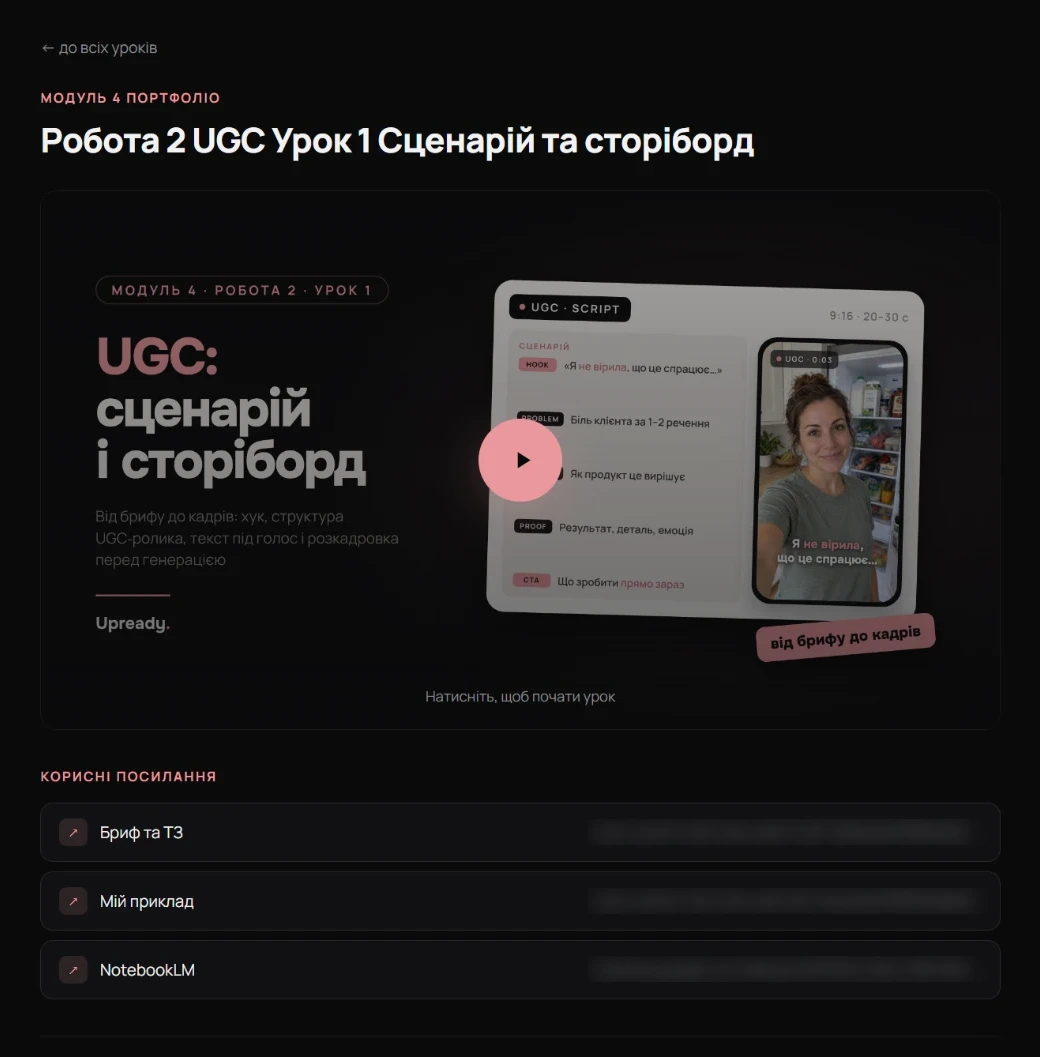 ← до всіх уроків
МОДУЛЬ 4 ПОРТФОЛІО
Робота 2 UGC Урок 1 Сценарій та сторіборд
МОДУЛЬ 4 · РОБОТА 2 · УРОК 1
UGC:
сценарій
і сторіборд
Від брифу до кадрів: хук, структура
UGC-ролика, текст під голос і розкадровка
перед генерацією
Upready.
UGC · SCRIPT
9:16 · 20–30 с
СЦЕНАРІЙ
HOOK «Я не вірила, що це спрацює...»
PROBLEM Біль клієнта за 1–2 речення
Як продукт це вирішує
PROOF Результат, деталь, емоція
CTA Що зробити прямо зараз
UGC · 0:03
Я не вірила,
що це спрацює...
від брифу до кадрів
Натисніть, щоб почати урок
КОРИСНІ ПОСИЛАННЯ
Бриф та ТЗ
Мій приклад
NotebookLM